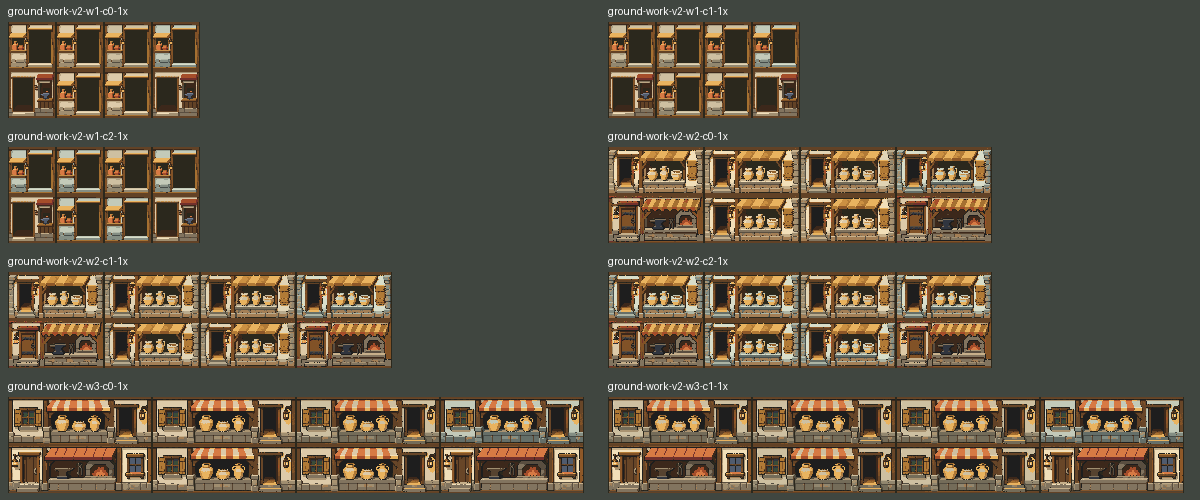 ground-work-v2-w1-c0-1x
ground-work-v2-w1-c1-1x
ground-work-v2-w1-c2-1x
ground-work-v2-w2-c0-1x
ground-work-v2-w2-c1-1x
ground-work-v2-w2-c2-1x
ground-work-v2-w3-c0-1x
ground-work-v2-w3-c1-1x